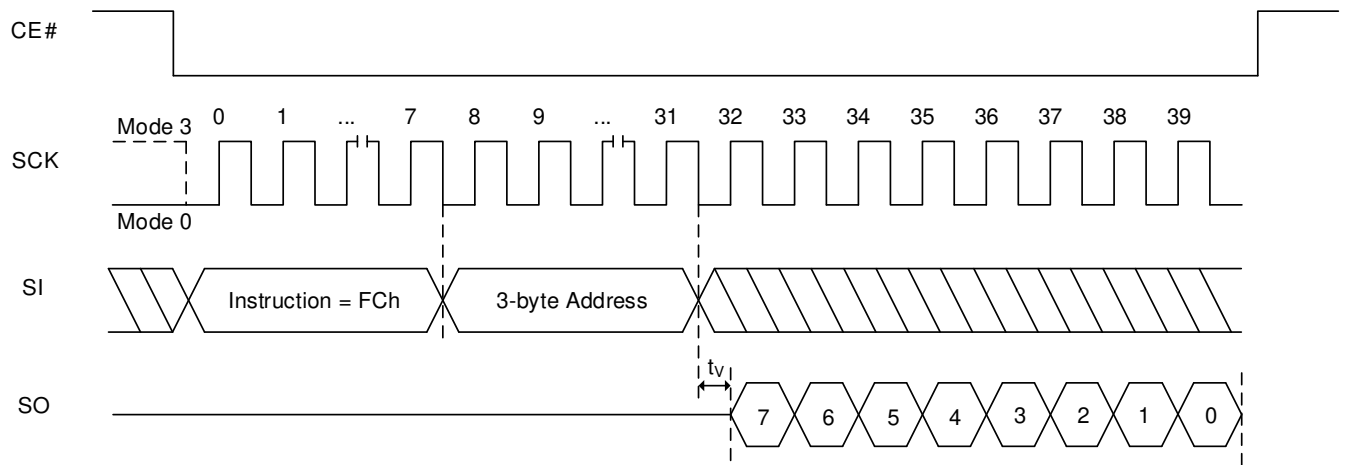 CE#
0 1 ... 7 8 9 ... 31 32 33 34 35 36 37 38 39
Mode 3
SCK
Mode 0
SI
Instruction = FCh
3-byte Address
tV
SO
7 6 5 4 3 2 1 0